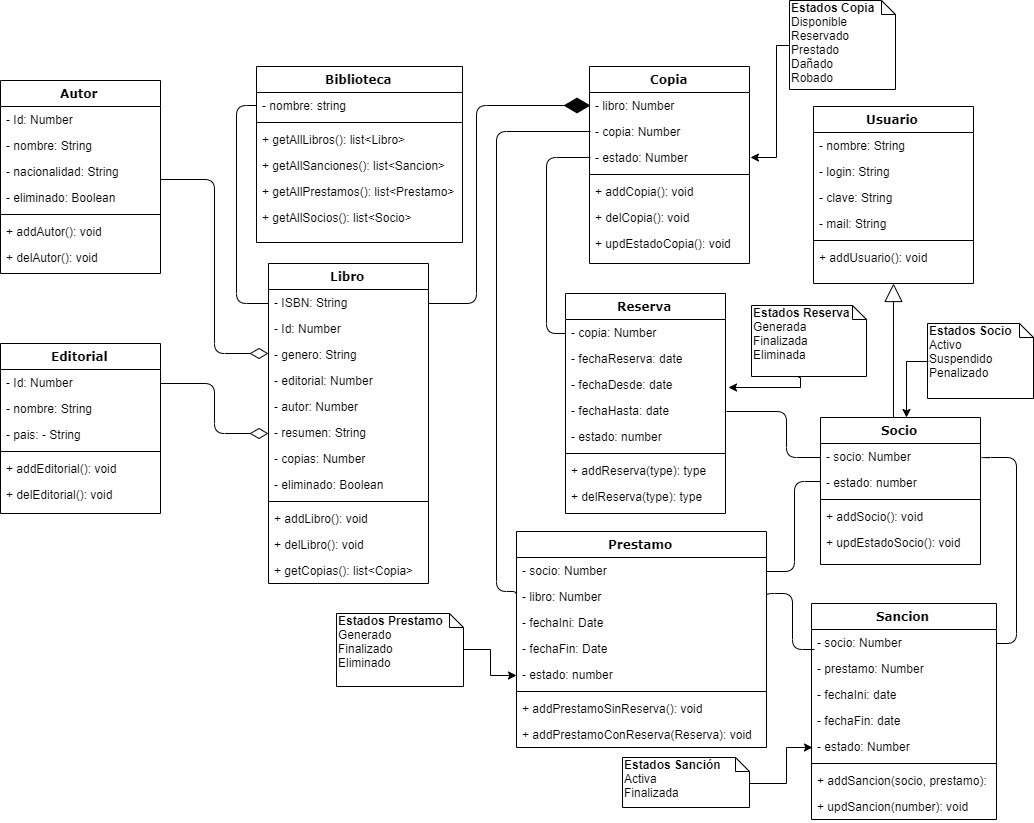 Estados Copia
Disponible
Reservado
Prestado
Dañado
Robado
Biblioteca
- nombre: string
+ getAllLibros(): list<Libro>
+ getAllSanciones(): list<Sancion>
+ getAllPrestamos(): list<Prestamo>
+ getAllSocios(): list<Socio>
Copia
- libro: Number
- copia: Number
- estado: Number
+ addCopia(): void
+ delCopia(): void
+ updEstadoCopia(): void
Autor
- Id: Number
- nombre: String
- nacionalidad: String
- eliminado: Boolean
+ addAutor(): void
+ delAutor(): void
Usuario
- nombre: String
- login: String
- clave: String
- mail: String
+ addUsuario(): void
Libro
- ISBN: String
- Id: Number
- genero: String
- editorial: Number
- autor: Number
- resumen: String
- copias: Number
- eliminado: Boolean
+ addLibro(): void
+ delLibro(): void
+ getCopias(): list<Copia>
Reserva
- copia: Number
- fechaReserva: date
- fechaDesde: date
- fechaHasta: date
- estado: number
+ addReserva(type): type
+ delReserva(type): type
Estados Reserva
Generada
Finalizada
Eliminada
Estados Socio
Activo
Suspendido
Penalizado
Editorial
- Id: Number
- nombre: String
- pais: - String
+ addEditorial(): void
+ delEditorial(): void
Socio
- socio: Number
- estado: number
+ addSocio(): void
+ updEstadoSocio(): void
Prestamo
- socio: Number
- libro: Number
- fechaIni: Date
- fechaFin: Date
- estado: number
+ addPrestamoSinReserva(): void
+ addPrestamoConReserva(Reserva): void
Estados Prestamo
Generado
Finalizado
Eliminado
Sancion
- socio: Number
- prestamo: Number
- fechaIni: date
- fechaFin: date
- estado: Number
+ addSancion(socio, prestamo):
+ updSancion(number): void
Estados Sanción
Activa
Finalizada